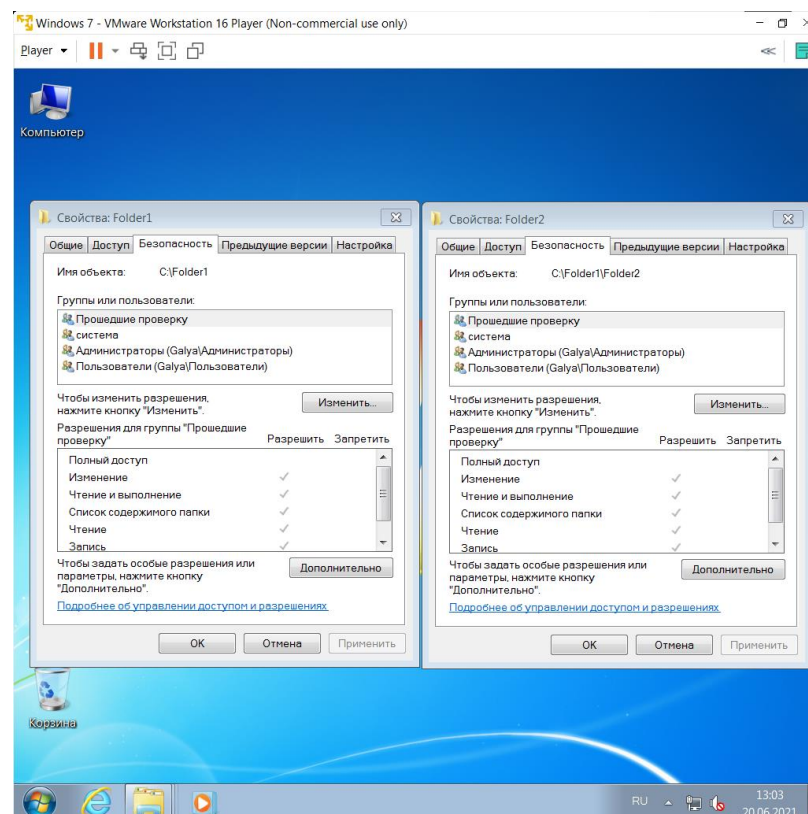 Windows 7 - VMware Workstation 16 Player (Non-commercial use only)
Player
Компьютер
Свойства: Folder1
Общие Доступ Безопасность Предыдущие версии Настройка
Имя объекта: C:\Folder1
Группы или пользователи:
Прошедшие проверку
система
Администраторы (Galya\Администраторы)
Пользователи (Galya\Пользователи)
Чтобы изменить разрешения,
нажмите кнопку "Изменить".
Изменить...
Разрешения для группы "Прошедшие
проверку"
Разрешить Запретить
Полный доступ
Изменение
Чтение и выполнение
Список содержимого папки
Чтение
Запись
Чтобы задать особые разрешения или
параметры, нажмите кнопку
"Дополнительно".
Дополнительно
Подробнее об управлении доступом и разрешениях
ОК Отмена Применить
Свойства: Folder2
Общие Доступ Безопасность Предыдущие версии Настройка
Имя объекта: C:\Folder1\Folder2
Группы или пользователи:
Прошедшие проверку
система
Администраторы (Galya\Администраторы)
Пользователи (Galya\Пользователи)
Чтобы изменить разрешения,
нажмите кнопку "Изменить".
Изменить...
Разрешения для группы "Прошедшие
проверку"
Разрешить Запретить
Полный доступ
Изменение
Чтение и выполнение
Список содержимого папки
Чтение
Запись
Чтобы задать особые разрешения или
параметры, нажмите кнопку
"Дополнительно".
Дополнительно
Подробнее об управлении доступом и разрешениях
ОК Отмена Применить
Корзина
RU
13:03
20.06.2021